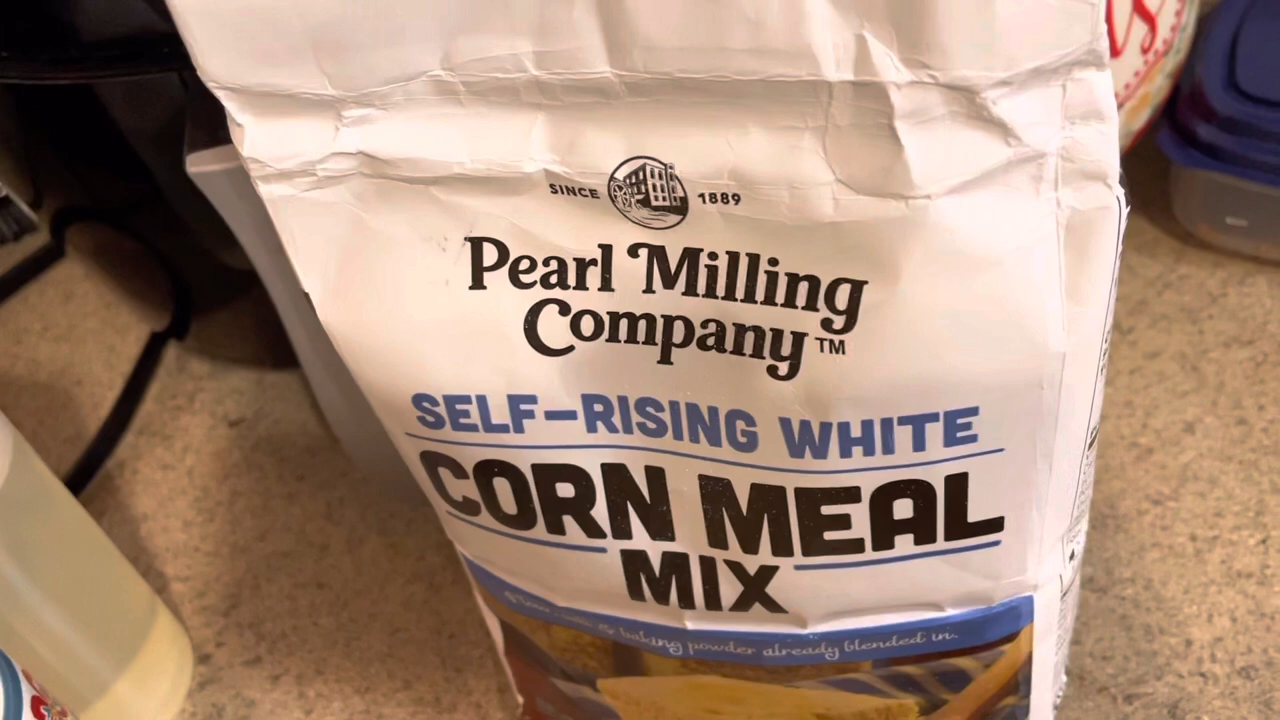 SINCE 1889
Pearl Milling
Company™
SELF-RISING WHITE
CORN MEAL
MIX
& baking powder already blended in.